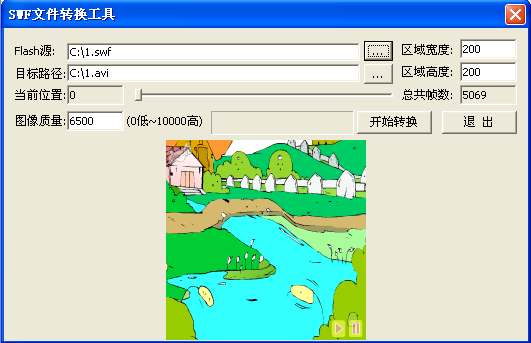 SWF文件转换工具
Flash源: C:\1.swf ... 区域宽度: 200
目标路径: C:\1.avi ... 区域高度: 200
当前位置: 0 总共帧数: 5069
图像质量: 6500 (0低~10000高) 开始转换 退 出